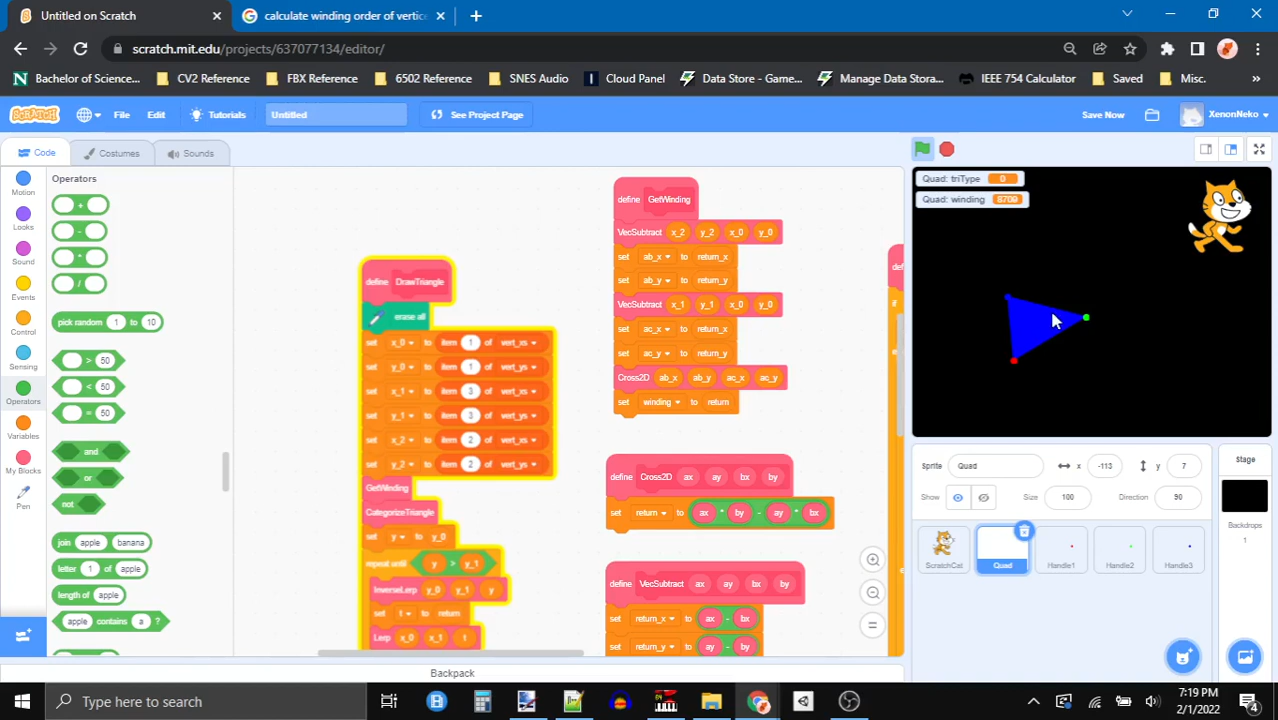 Untitled on Scratch
calculate winding order of vertice
scratch.mit.edu/projects/637077134/editor/
Bachelor of Science... CV2 Reference FBX Reference 6502 Reference SNES Audio Cloud Panel Data Store - Game... Manage Data Stora... IEEE 754 Calculator Saved Misc. »
SCRATCH File Edit Tutorials Untitled See Project Page Save Now XenonNeko
Code Costumes Sounds
Motion
Looks
Sound
Events
Control
Sensing
Operators
Variables
My Blocks
Pen
Operators
+
-
*
/
pick random 1 to 10
> 50
< 50
= 50
and
or
not
join apple banana
letter 1 of apple
length of apple
apple contains a ?
define DrawTriangle
erase all
set x_0 to item 1 of vert_xs
set y_0 to item 1 of vert_ys
set x_1 to item 3 of vert_xs
set y_1 to item 3 of vert_ys
set x_2 to item 2 of vert_xs
set y_2 to item 2 of vert_ys
GetWinding
CategorizeTriangle
set y to y_0
repeat until y > y_1
InverseLerp y_0 y_1 y
set t to return
Lerp x_0 x_1 t
define GetWinding
VecSubtract x_2 y_2 x_0 y_0
set ab_x to return_x
set ab_y to return_y
VecSubtract x_1 y_1 x_0 y_0
set ac_x to return_x
set ac_y to return_y
Cross2D ab_x ab_y ac_x ac_y
set winding to return
define Cross2D ax ay bx by
set return to ax * by - ay * bx
define VecSubtract ax ay bx by
set return_x to ax - bx
set return_y to ay - by
def
if
Backpack
Quad: triType 0
Quad: winding 8709
Sprite Quad x -113 y 7
Show Size 100 Direction 90
ScratchCat Quad Handle1 Handle2 Handle3
Stage
Backdrops
1
Type here to search
7:19 PM
2/1/2022
4